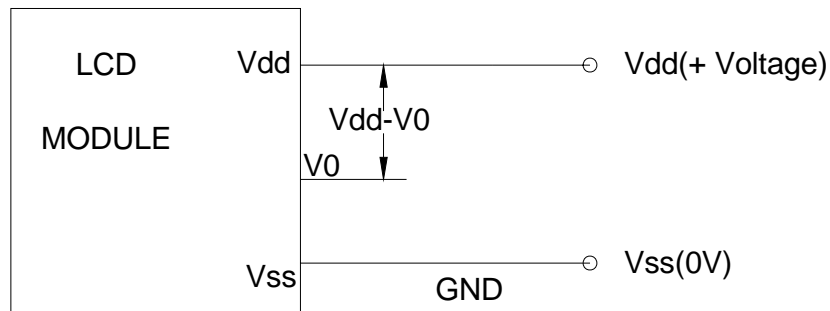 LCD Vdd Vdd(+ Voltage)
Vdd-V0
MODULE
V0
Vss Vss(0V)
GND